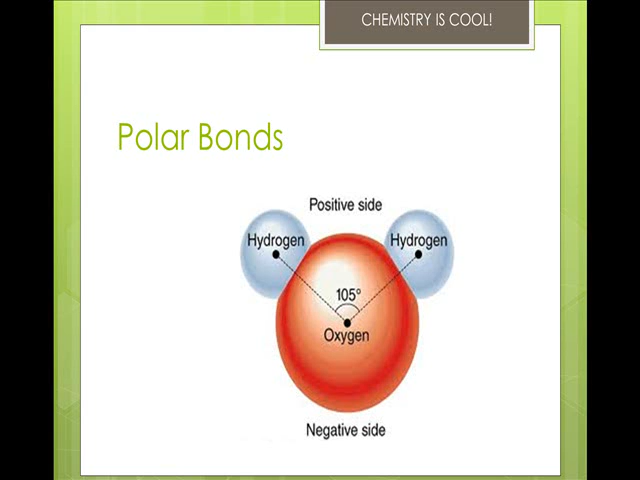 CHEMISTRY IS COOL!
Polar Bonds
Positive side
Hydrogen Hydrogen
105°
Oxygen
Negative side